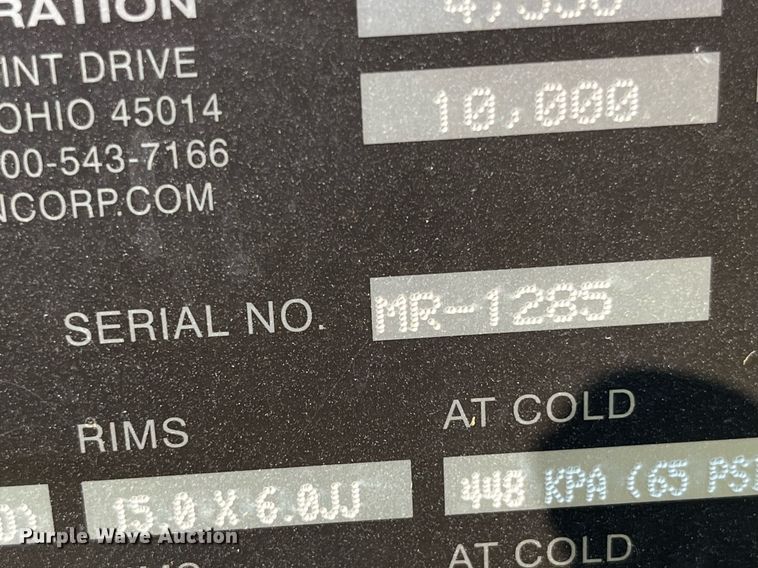 RATION
INT DRIVE
OHIO 45014
00-543-7166
NCORP.COM
10,000
SERIAL NO. MR-1285
RIMS
AT COLD
15.0 X 6.0JJ
448 KPA (65 PSI
AT COLD
Purple Wave Auction